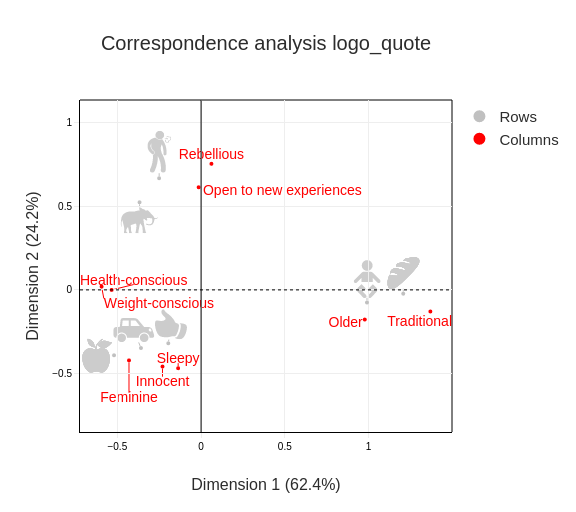 Correspondence analysis logo_quote
Rows
Columns
1
0.5
0
−0.5
Dimension 2 (24.2%)
Rebellious
Open to new experiences
Health-conscious
Weight-conscious
Older
Traditional
Sleepy
Innocent
Feminine
−0.5
0
0.5
1
Dimension 1 (62.4%)